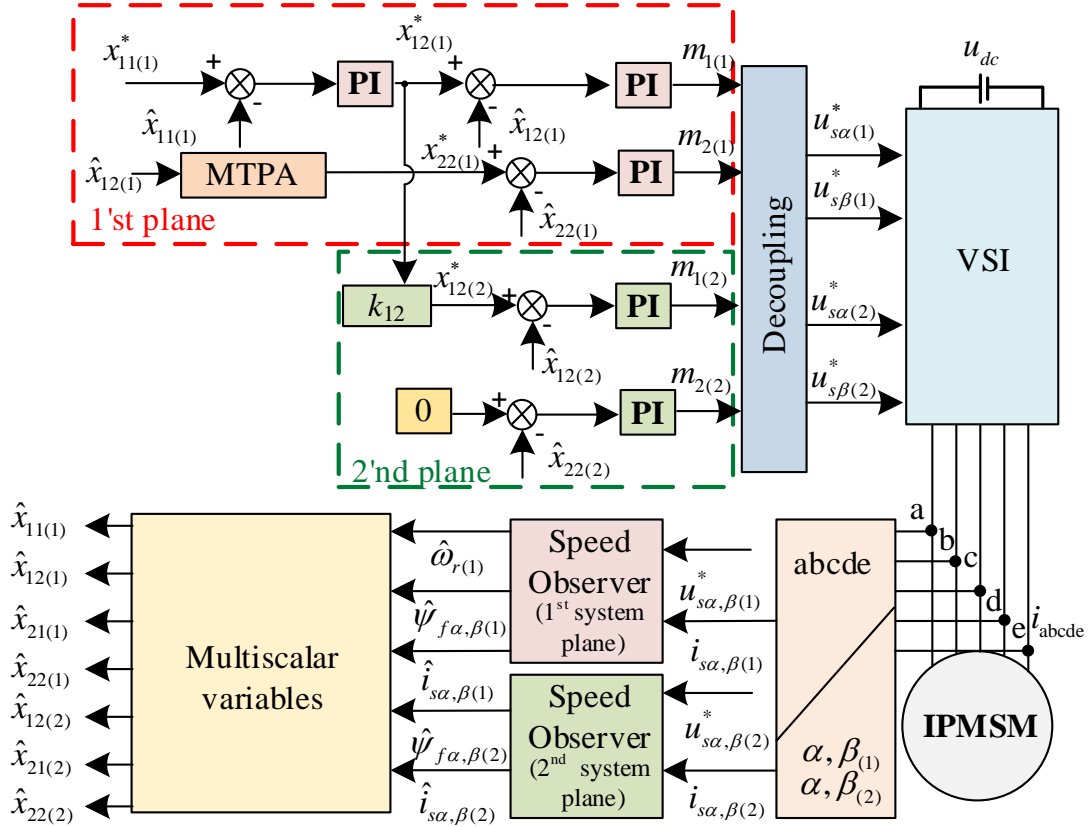 x*11(1)
+
-
PI
x*12(1)
+
-
PI
m1(1)
x̂11(1)
x̂12(1)
x̂12(1)
MTPA
x*22(1)
+
-
PI
m2(1)
x̂22(1)
1'st plane
k12
x*12(2)
+
-
PI
m1(2)
x̂12(2)
0
+
-
PI
m2(2)
x̂22(2)
2'nd plane
Decoupling
u*sα(1)
u*sβ(1)
u*sα(2)
u*sβ(2)
udc
VSI
x̂11(1)
x̂12(1)
x̂21(1)
x̂22(1)
x̂12(2)
x̂21(2)
x̂22(2)
Multiscalar
variables
ω̂r(1)
ψ̂fα,β(1)
îsα,β(1)
ψ̂fα,β(2)
îsα,β(2)
Speed
Observer
(1st system
plane)
Speed
Observer
(2nd system
plane)
u*sα,β(1)
isα,β(1)
u*sα,β(2)
isα,β(2)
abcde
α,β(1)
α,β(2)
a
b
c
d
e
iabcde
IPMSM